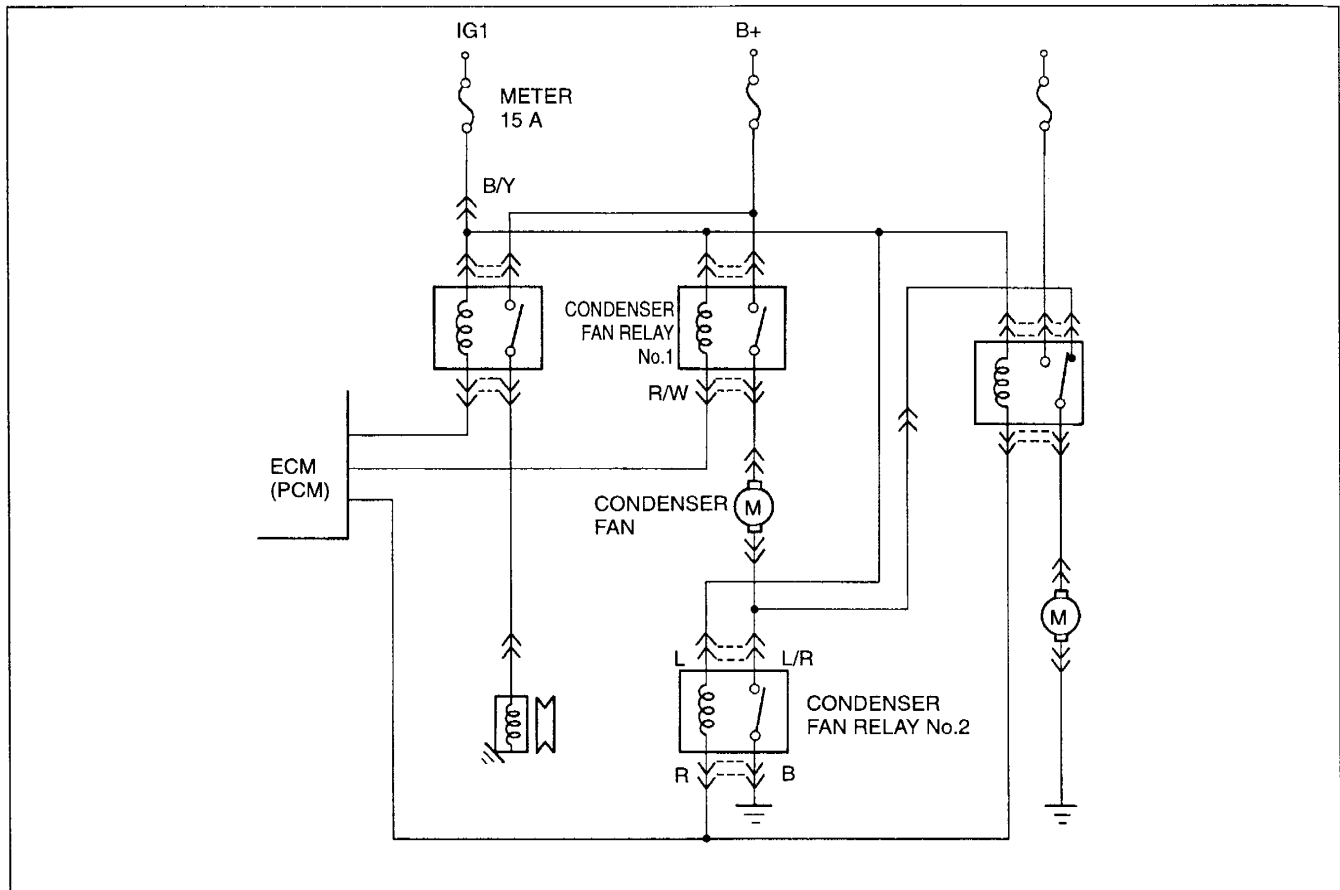 IG1
B+
METER
15 A
B/Y
CONDENSER
FAN RELAY
No.1
R/W
ECM
(PCM)
CONDENSER
FAN
M
M
L
L/R
CONDENSER
FAN RELAY No.2
R
B